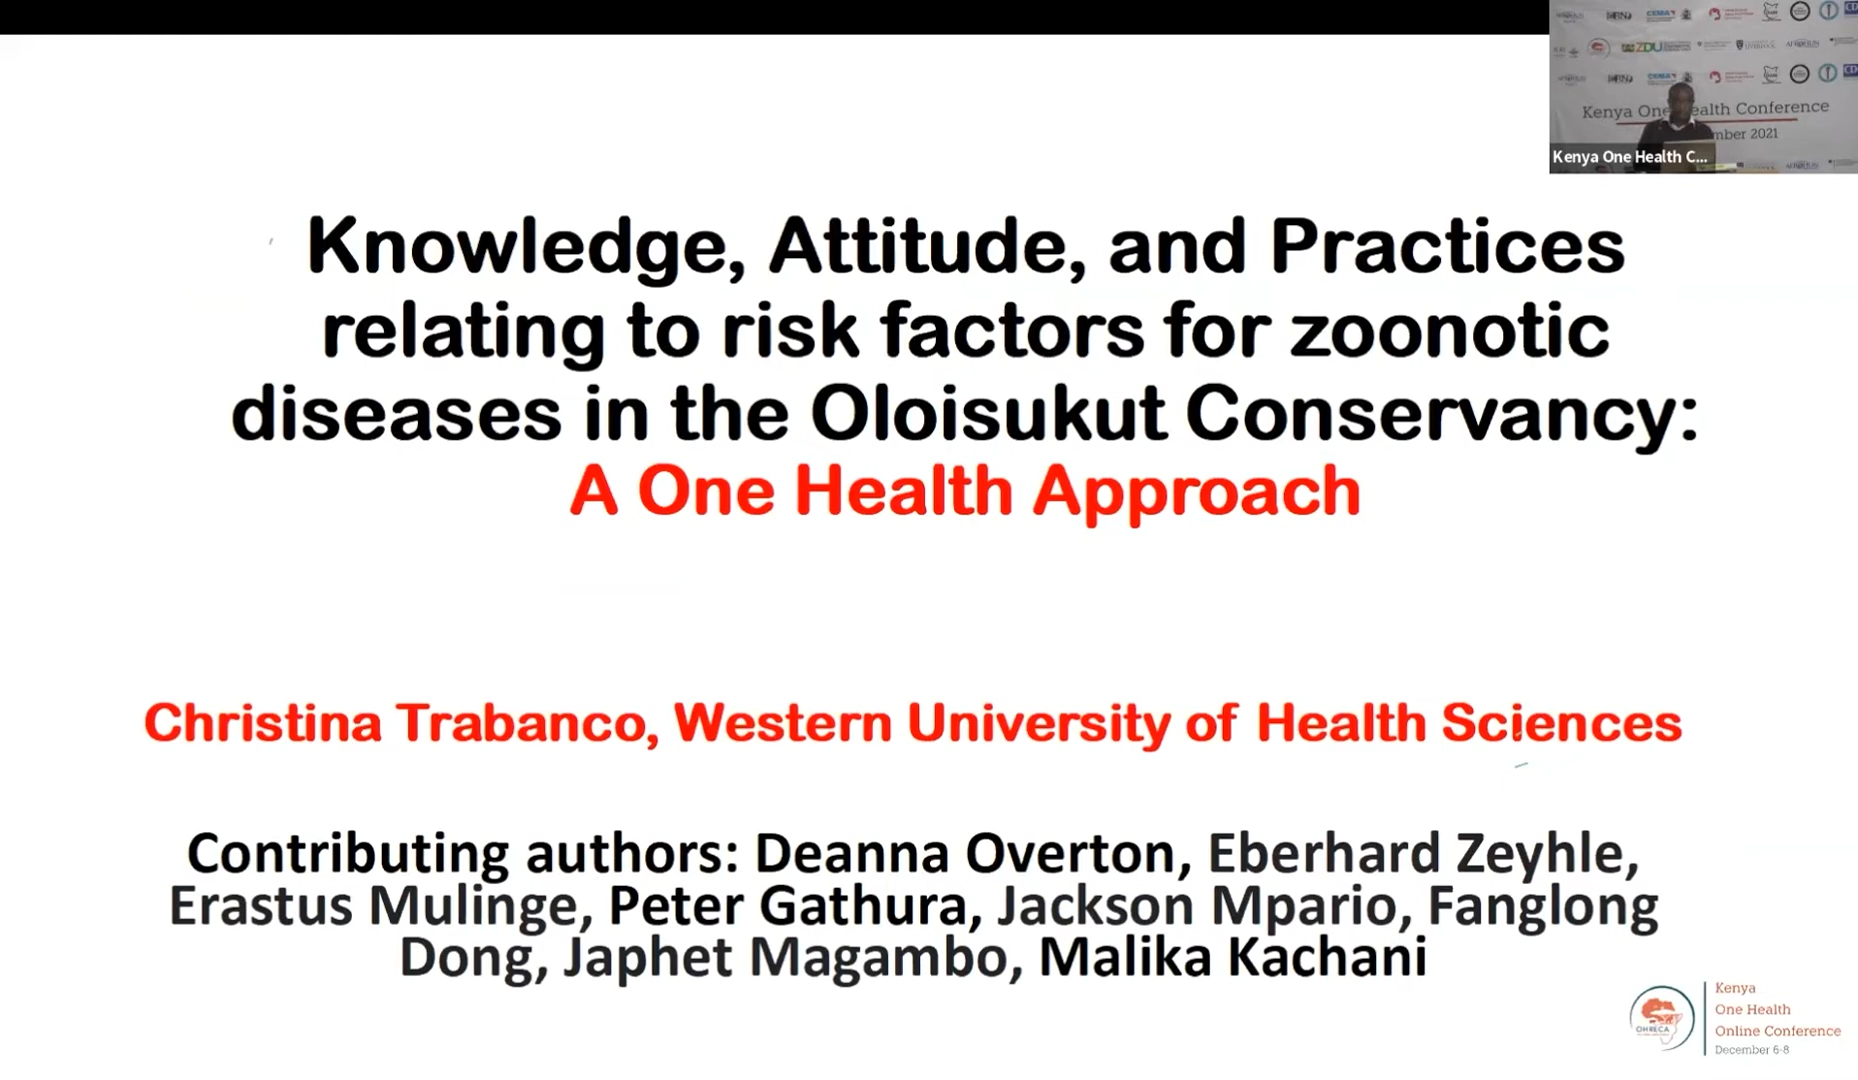 ZDU
Kenya One Health Conference
mber 2021
Kenya One Health C...
Knowledge, Attitude, and Practices
relating to risk factors for zoonotic
diseases in the Oloisukut Conservancy:
A One Health Approach
Christina Trabanco, Western University of Health Sciences
Contributing authors: Deanna Overton, Eberhard Zeyhle,
Erastus Mulinge, Peter Gathura, Jackson Mpario, Fanglong
Dong, Japhet Magambo, Malika Kachani
OHRECA
Kenya
One Health
Online Conference
December 6-8